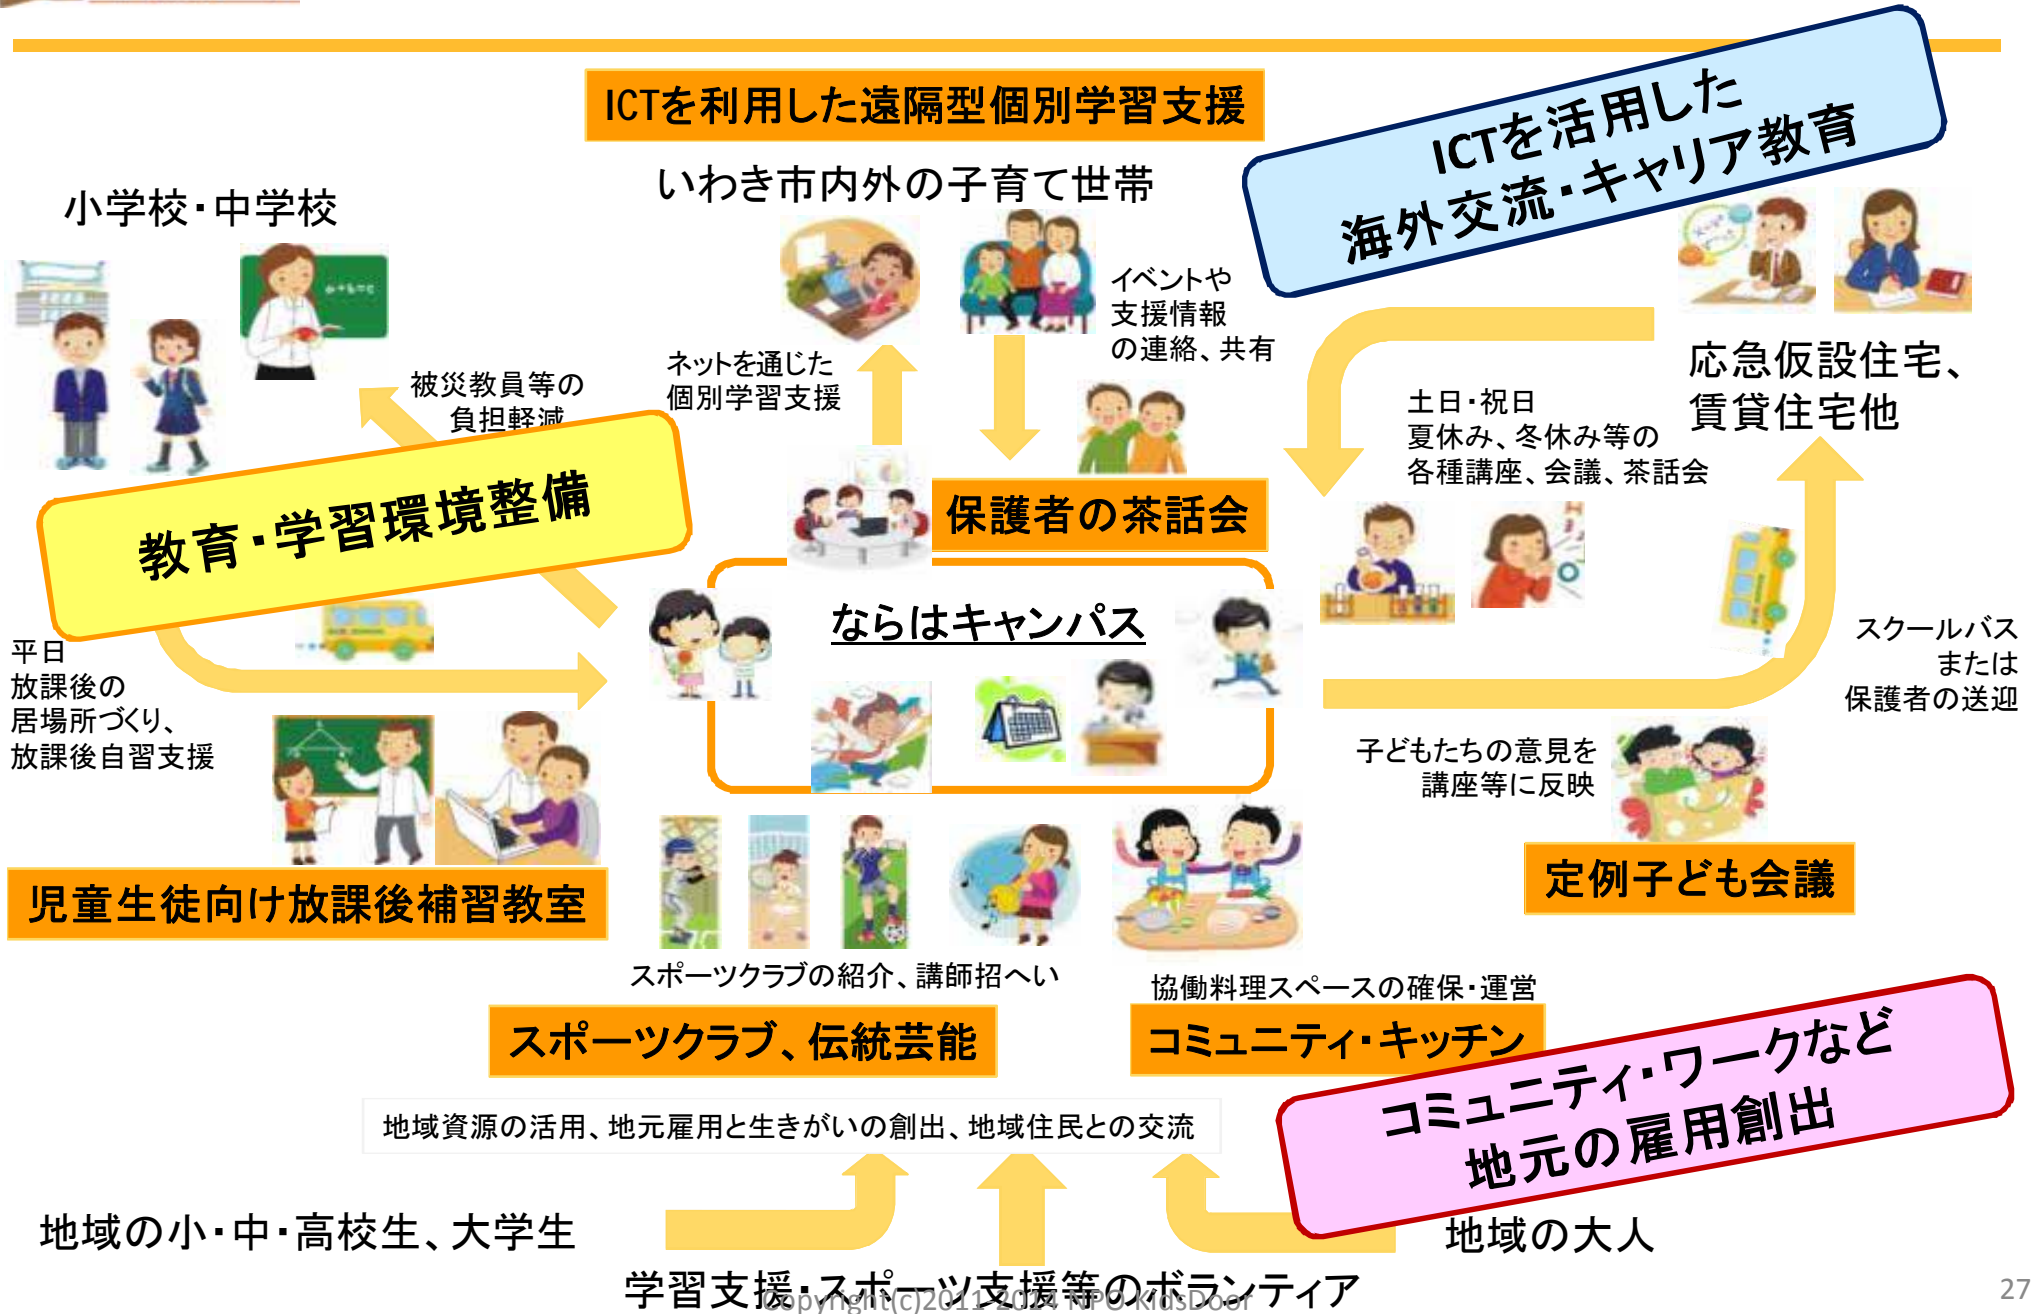 ICTを利用した遠隔型個別学習支援
ICTを活用した
海外交流・キャリア教育
いわき市内外の子育て世帯
小学校・中学校
イベントや
支援情報
の連絡、共有
ネットを通じた
個別学習支援
被災教員等の
負担軽減
応急仮設住宅、
賃貸住宅他
土日・祝日
夏休み、冬休み等の
各種講座、会議、茶話会
教育・学習環境整備
保護者の茶話会
ならはキャンパス
平日
放課後の
居場所づくり、
放課後自習支援
スクールバス
または
保護者の送迎
子どもたちの意見を
講座等に反映
児童生徒向け放課後補習教室
定例子ども会議
スポーツクラブの紹介、講師招へい
協働料理スペースの確保・運営
スポーツクラブ、伝統芸能
コミュニティ・キッチン
コミュニティ・ワークなど
地元の雇用創出
地域資源の活用、地元雇用と生きがいの創出、地域住民との交流
地域の小・中・高校生、大学生
地域の大人
学習支援・スポーツ支援等のボランティア
Copyright(c)2011-2014 NPO KidsDoor
27